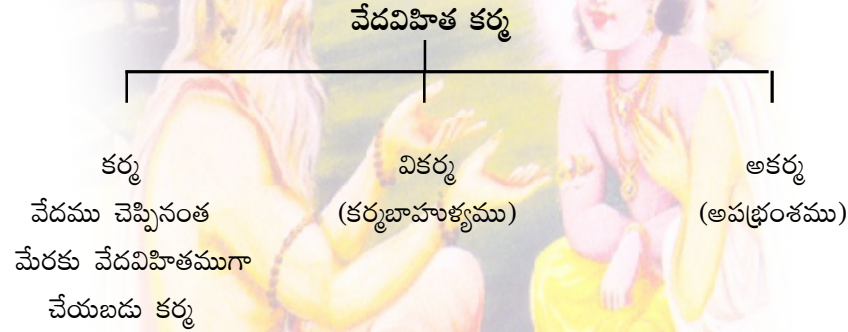 వేదవిహిత కర్మ
కర్మ
వేదము చెప్పినంత
మేరకు వేదవిహితముగా
చేయబడు కర్మ
వికర్మ
(కర్మబాహుళ్యము)
అకర్మ
(అపభ్రంశము)